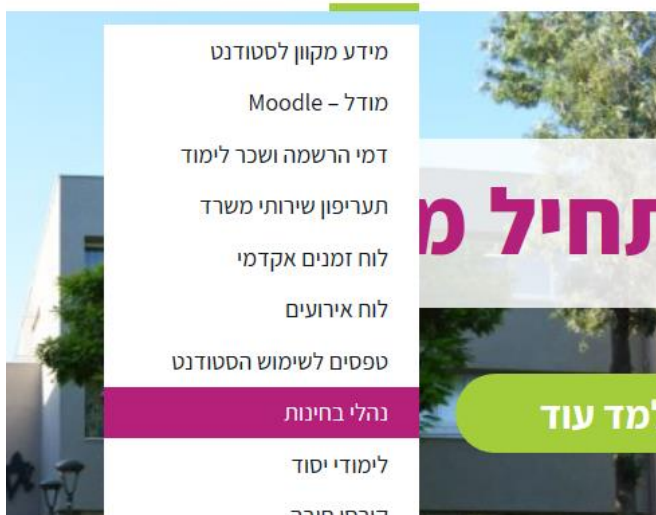 מידע מקוון לסטודנט
מודל – Moodle
דמי הרשמה ושכר לימוד
תעריפון שירותי משרד
לוח זמנים אקדמי
לוח אירועים
טפסים לשימוש הסטודנט
נהלי בחינות
לימודי יסוד
תחיל מ
למד עוד